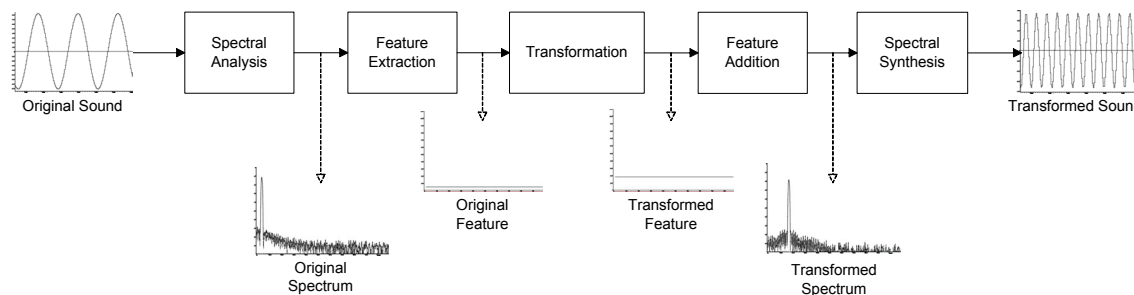 Spectral
Analysis
Feature
Extraction
Transformation
Feature
Addition
Spectral
Synthesis
Original Sound
Transformed Soun
Original
Feature
Transformed
Feature
Original
Spectrum
Transformed
Spectrum